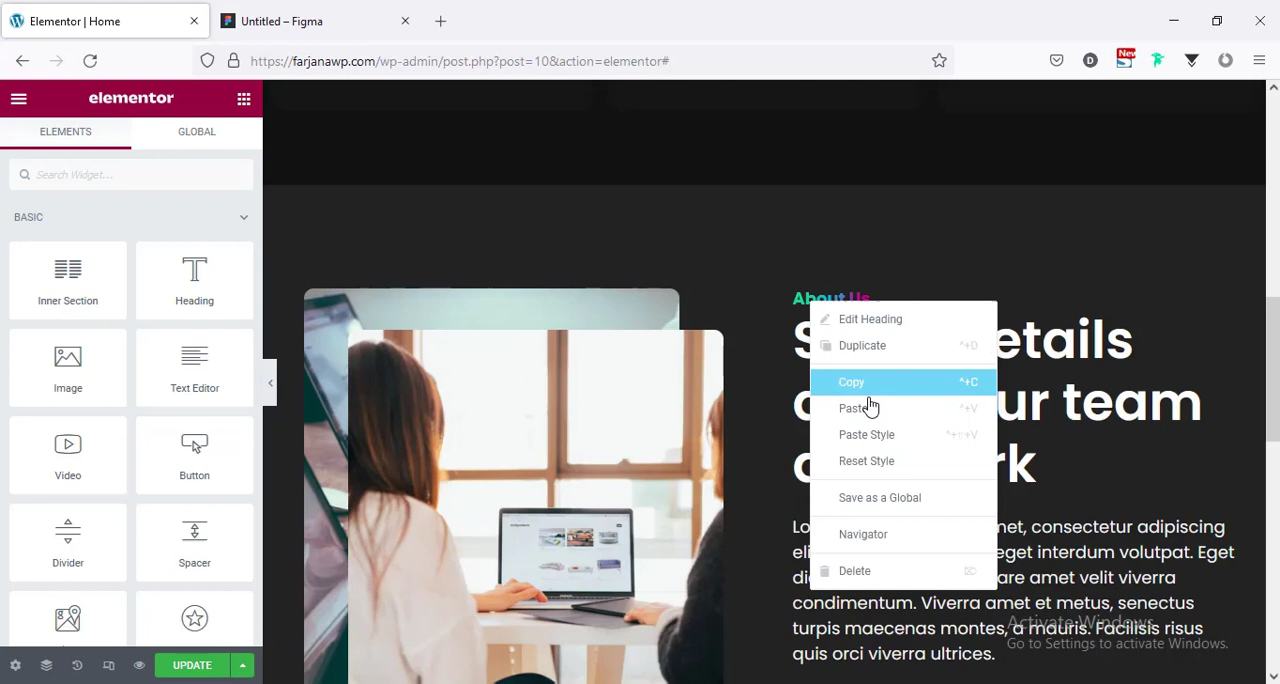 Elementor | Home
Untitled – Figma
https://farjanawp.com/wp-admin/post.php?post=10&action=elementor#
New
elementor
ELEMENTS
GLOBAL
Search Widget...
BASIC
Inner Section
Heading
Image
Text Editor
Video
Button
Divider
Spacer
UPDATE
About Us
etails
ur team
rk
Edit Heading
Duplicate ^+D
Copy ^+C
Paste ^+V
Paste Style ^+⇧+V
Reset Style
Save as a Global
Navigator
Delete
met, consectetur adipiscing
eget interdum volutpat. Eget
are amet velit viverra
condimentum. Viverra amet et metus, senectus
turpis maecenas montes, a mauris. Facilisis risus
quis orci viverra ultrices.
Activate Windows
Go to Settings to activate Windows.